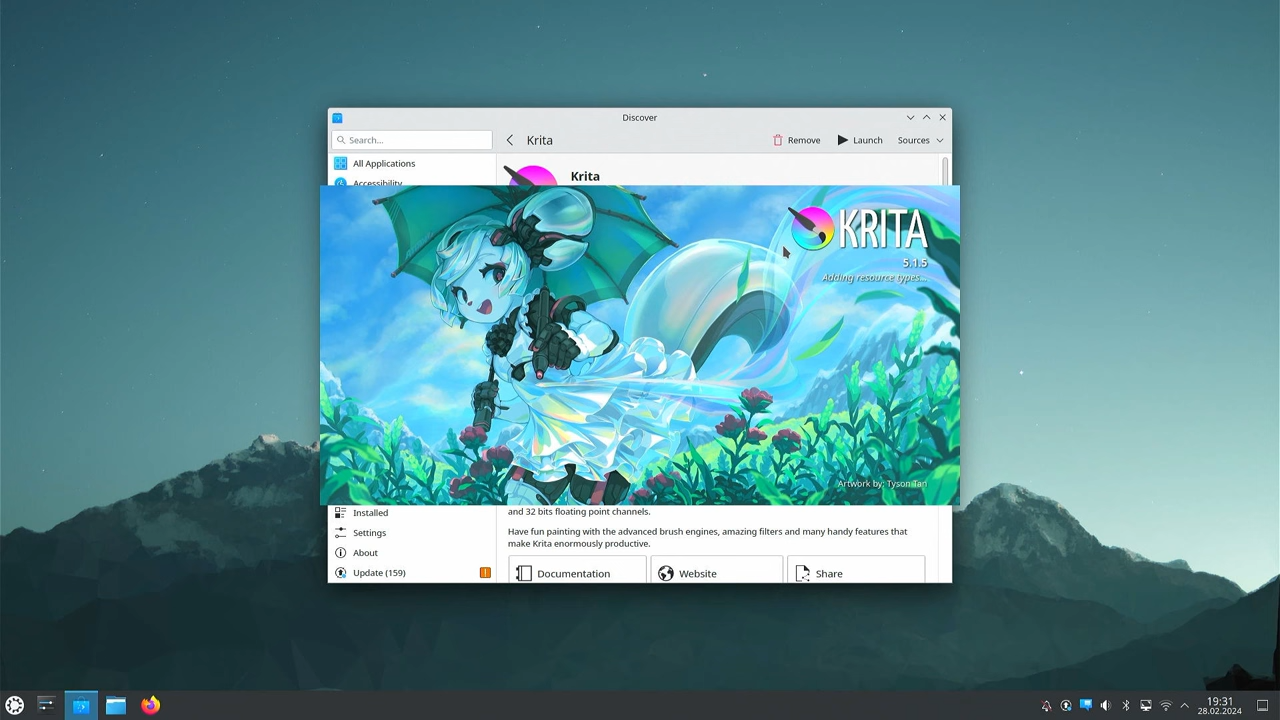 Discover
Search...
Krita
Remove
Launch
Sources
All Applications
Accessibility
Krita
KRITA
5.1.5
Adding resource types...
Artwork by: Tyson Tan
Installed
Settings
About
Update (159)
and 32 bits floating point channels.
Have fun painting with the advanced brush engines, amazing filters and many handy features that
make Krita enormously productive.
Documentation
Website
Share
19:31
28.02.2024